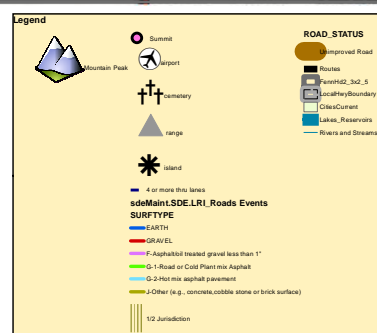 Legend
Mountain Peak
Summit
airport
cemetery
range
island
4 or more thru lanes
sdeMaint.SDE.LRI_Roads Events
SURFTYPE
EARTH
GRAVEL
F-Asphalt/oil treated gravel less than 1"
G-1-Road or Cold Plant mix Asphalt
G-2-Hot mix asphalt pavement
J-Other (e.g., concrete,cobble stone or brick surface)
1/2 Jurisdiction
ROAD_STATUS
Unimproved Road
Routes
FennHd2_3x2_5
LocalHwyBoundary
CitiesCurrent
Lakes_Reservoirs
Rivers and Streams